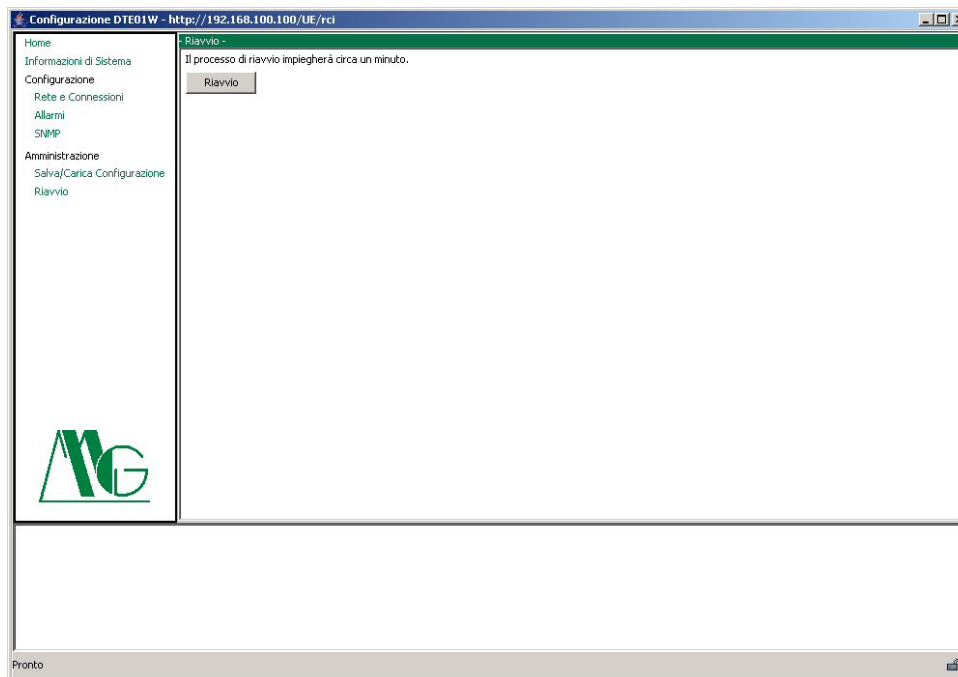 Configurazione DTE01W - http://192.168.100.100/UE/rci
Home
Informazioni di Sistema
Configurazione
Rete e Connessioni
Allarmi
SNMP
Amministrazione
Salva/Carica Configurazione
Riavvio
- Riavvio -
Il processo di riavvio impiegherà circa un minuto.
Riavvio
Pronto